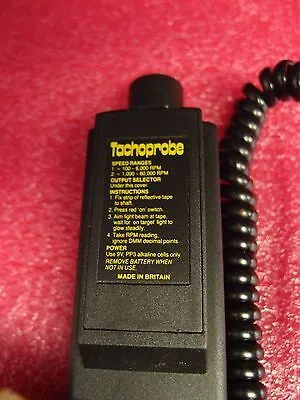 Tachoprobe
SPEED RANGES
1 = 100 - 6,000 RPM
2 = 1,000 - 60,000 RPM
OUTPUT SELECTOR
Under this cover.
INSTRUCTIONS
1 Fix strip of reflective tape
to shaft.
2 Press red 'on' switch.
3 Aim light beam at tape,
wait for 'on target' light to
glow steadily.
4 Take RPM reading,
ignore DMM decimal points.
POWER
Use 9V, PP3 alkaline cells only
REMOVE BATTERY WHEN
NOT IN USE.
MADE IN BRITAIN